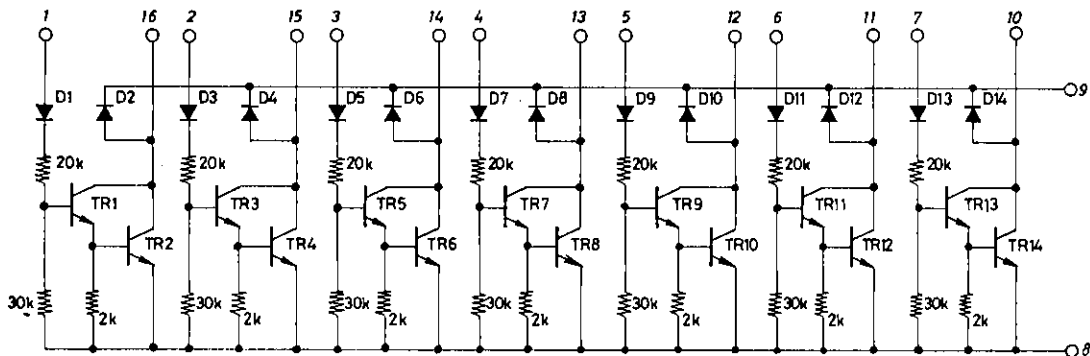 1 16 2 15 3 14 4 13 5 12 6 11 7 10
9
D1 D2 D3 D4 D5 D6 D7 D8 D9 D10 D11 D12 D13 D14
20k 20k 20k 20k 20k 20k 20k
TR1 TR3 TR5 TR7 TR9 TR11 TR13
TR2 TR4 TR6 TR8 TR10 TR12 TR14
30k 2k 30k 2k 30k 2k 30k 2k 30k 2k 30k 2k 30k 2k
8